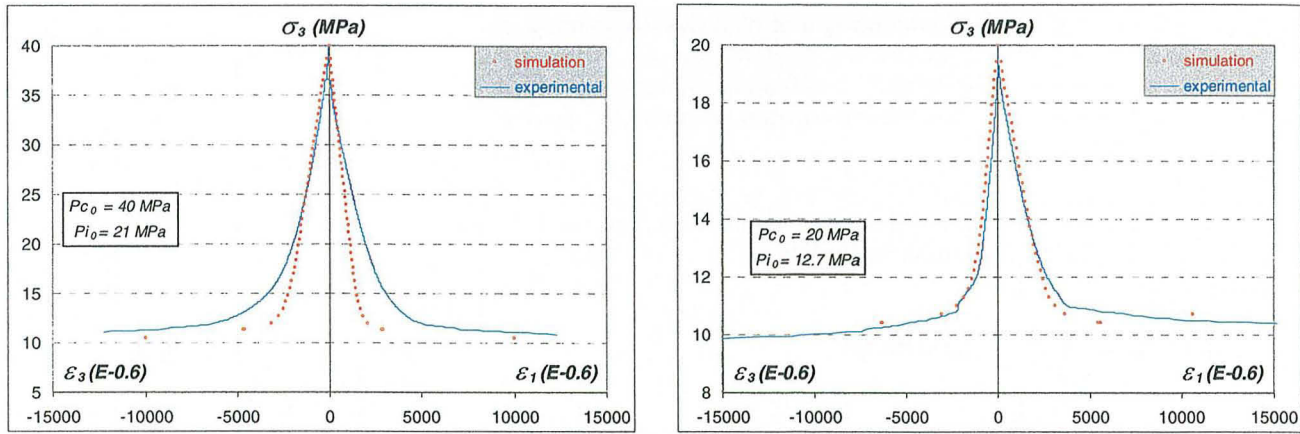 σ₃ (MPa)
40
35
30
25
20
15
10
5
simulation
experimental
Pc₀ = 40 MPa
Pi₀ = 21 MPa
ε₃ (E-0.6)
ε₁ (E-0.6)
-15000 -10000 -5000 0 5000 10000 15000
σ₃ (MPa)
20
18
16
14
12
10
8
simulation
experimental
Pc₀ = 20 MPa
Pi₀ = 12.7 MPa
ε₃ (E-0.6)
ε₁ (E-0.6)
-15000 -10000 -5000 0 5000 10000 15000